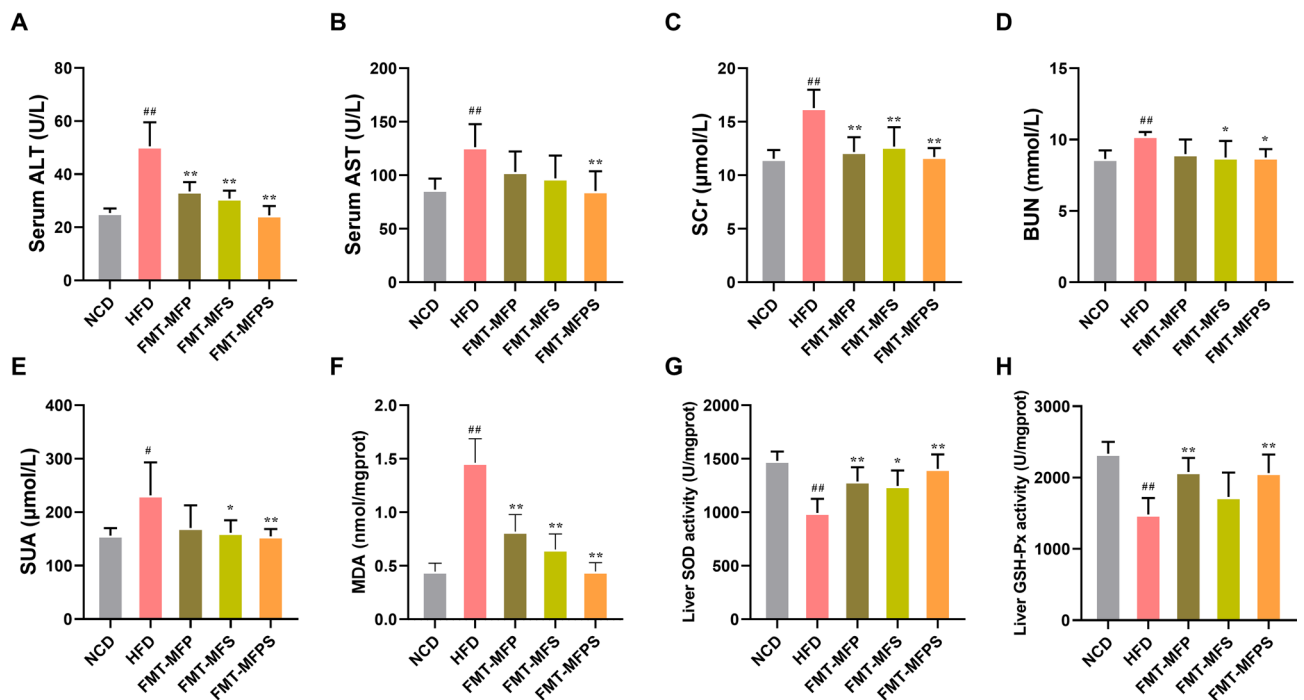 A
Serum ALT (U/L)
80
60
40
20
0
##
**
**
**
NCD
HFD
FMT-MFP
FMT-MFS
FMT-MFPS
B
Serum AST (U/L)
200
150
100
50
0
##
**
NCD
HFD
FMT-MFP
FMT-MFS
FMT-MFPS
C
SCr (μmol/L)
20
15
10
5
0
##
**
**
**
NCD
HFD
FMT-MFP
FMT-MFS
FMT-MFPS
D
BUN (mmol/L)
15
10
5
0
##
*
*
NCD
HFD
FMT-MFP
FMT-MFS
FMT-MFPS
E
SUA (μmol/L)
400
300
200
100
0
#
*
**
NCD
HFD
FMT-MFP
FMT-MFS
FMT-MFPS
F
MDA (nmol/mgprot)
2.0
1.5
1.0
0.5
0.0
##
**
**
**
NCD
HFD
FMT-MFP
FMT-MFS
FMT-MFPS
G
Liver SOD activity (U/mgprot)
2000
1500
1000
500
0
##
**
*
**
NCD
HFD
FMT-MFP
FMT-MFS
FMT-MFPS
H
Liver GSH-Px activity (U/mgprot)
3000
2000
1000
0
##
**
**
NCD
HFD
FMT-MFP
FMT-MFS
FMT-MFPS